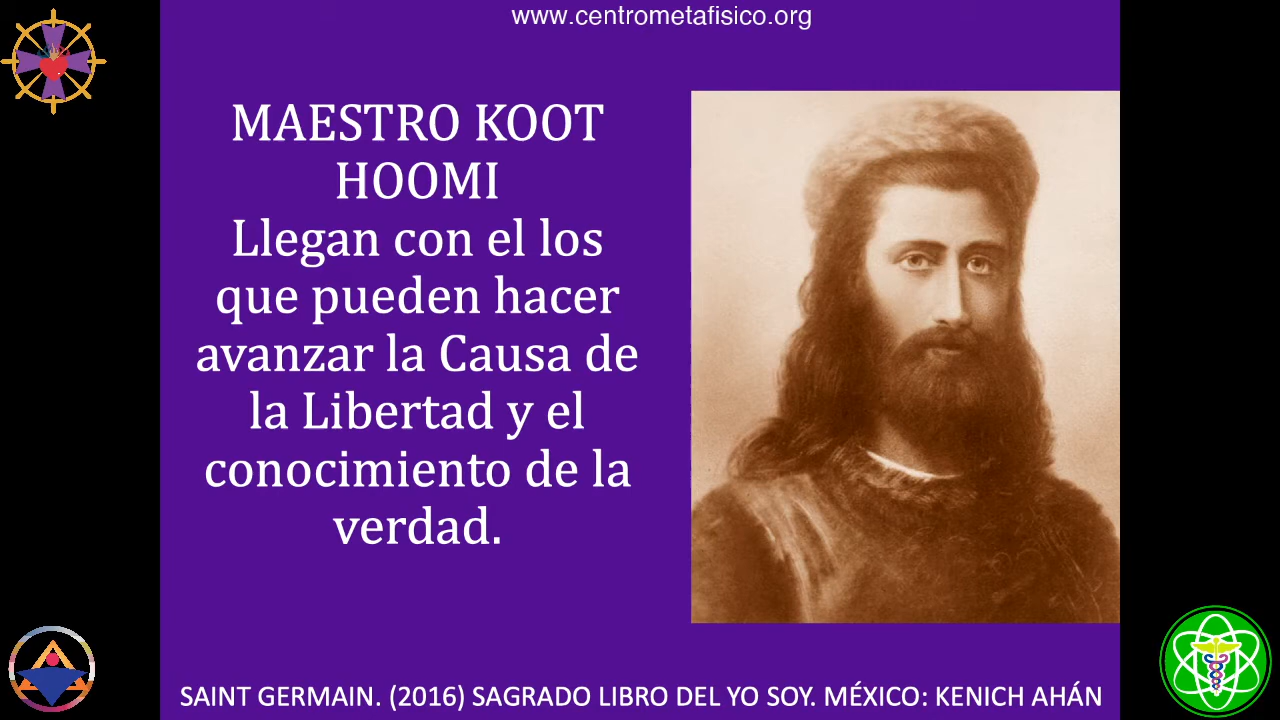 www.centrometafisico.org
MAESTRO KOOT
HOOMI
Llegan con el los
que pueden hacer
avanzar la Causa de
la Libertad y el
conocimiento de la
verdad.
SAINT GERMAIN. (2016) SAGRADO LIBRO DEL YO SOY. MÉXICO: KENICH AHÁN